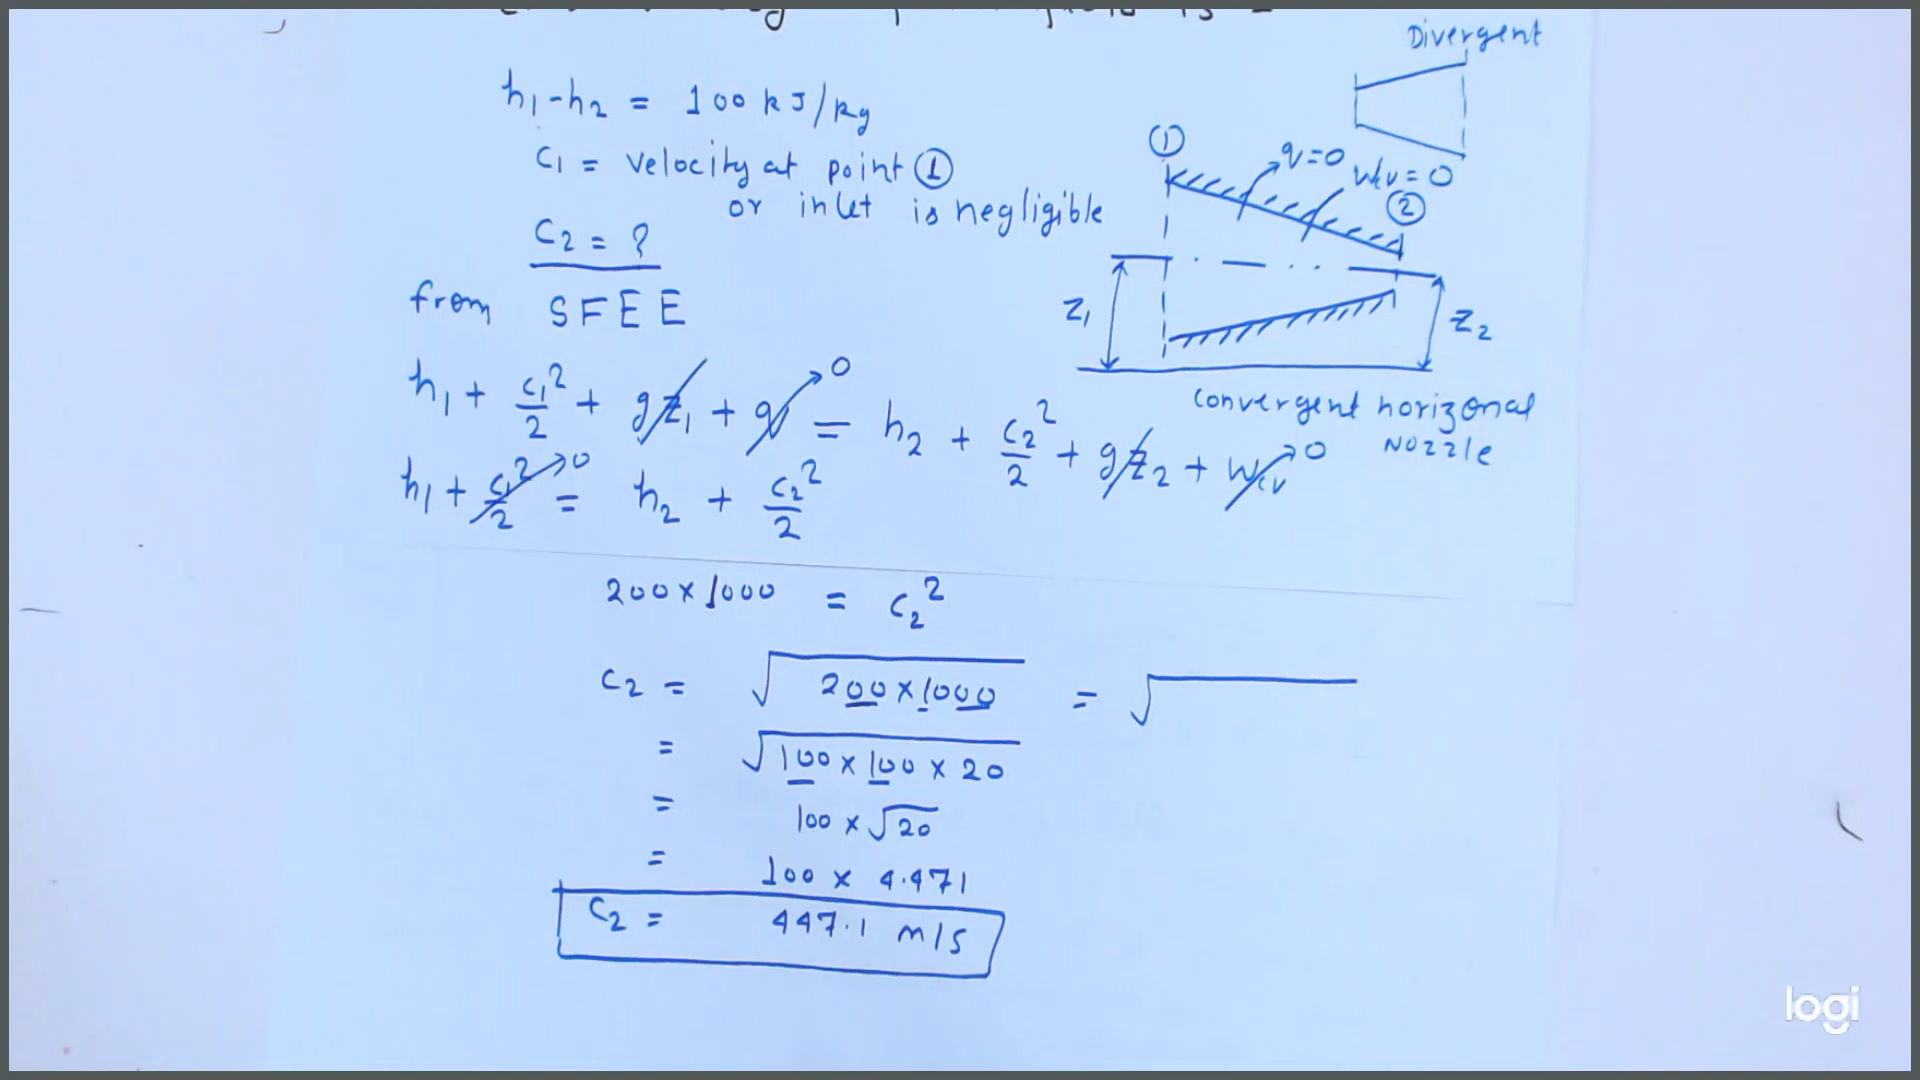 h₁-h₂ = 100 kJ/kg
c₁ = velocity at point ①
or inlet is negligible
C₂ = ?
from SFEE
h₁ + c₁²/2 + gz₁ + q → 0 = h₂ + c₂²/2 + gz₂ + Wcv → 0
h₁ + c₁²/2 → 0 = h₂ + c₂²/2
200 × 1000 = c₂²
c₂ = √(200 × 1000) = √
= √(100 × 100 × 20)
= 100 × √20
= 100 × 4.471
C₂ = 447.1 m/s
Divergent
①
q = 0
Wcv = 0
②
Z₁
Z₂
convergent horizonal
Nozzle
logi